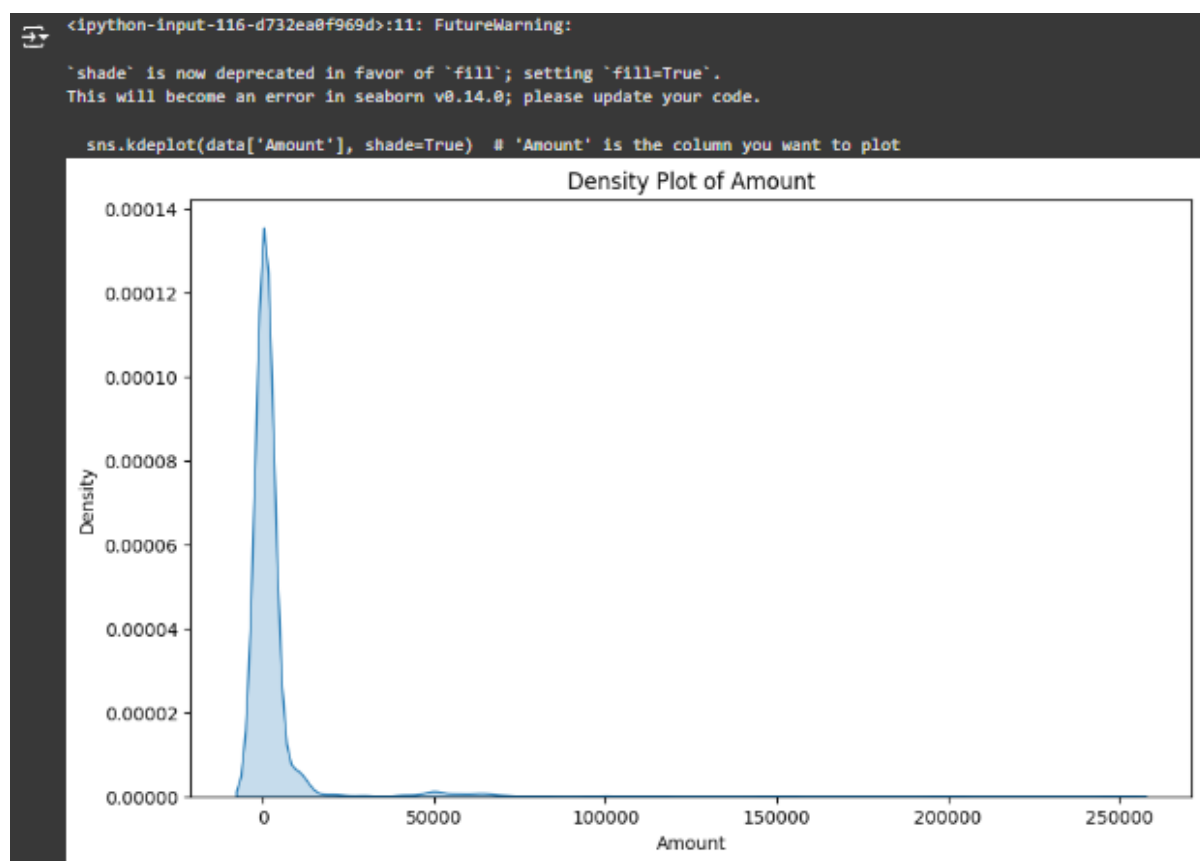 <ipython-input-116-d732ea0f969d>:11: FutureWarning:
`shade` is now deprecated in favor of `fill`; setting `fill=True`.
This will become an error in seaborn v0.14.0; please update your code.
sns.kdeplot(data['Amount'], shade=True)  # 'Amount' is the column you want to plot
Density Plot of Amount
0.00014
0.00012
0.00010
0.00008
0.00006
0.00004
0.00002
0.00000
Density
0
50000
100000
150000
200000
250000
Amount